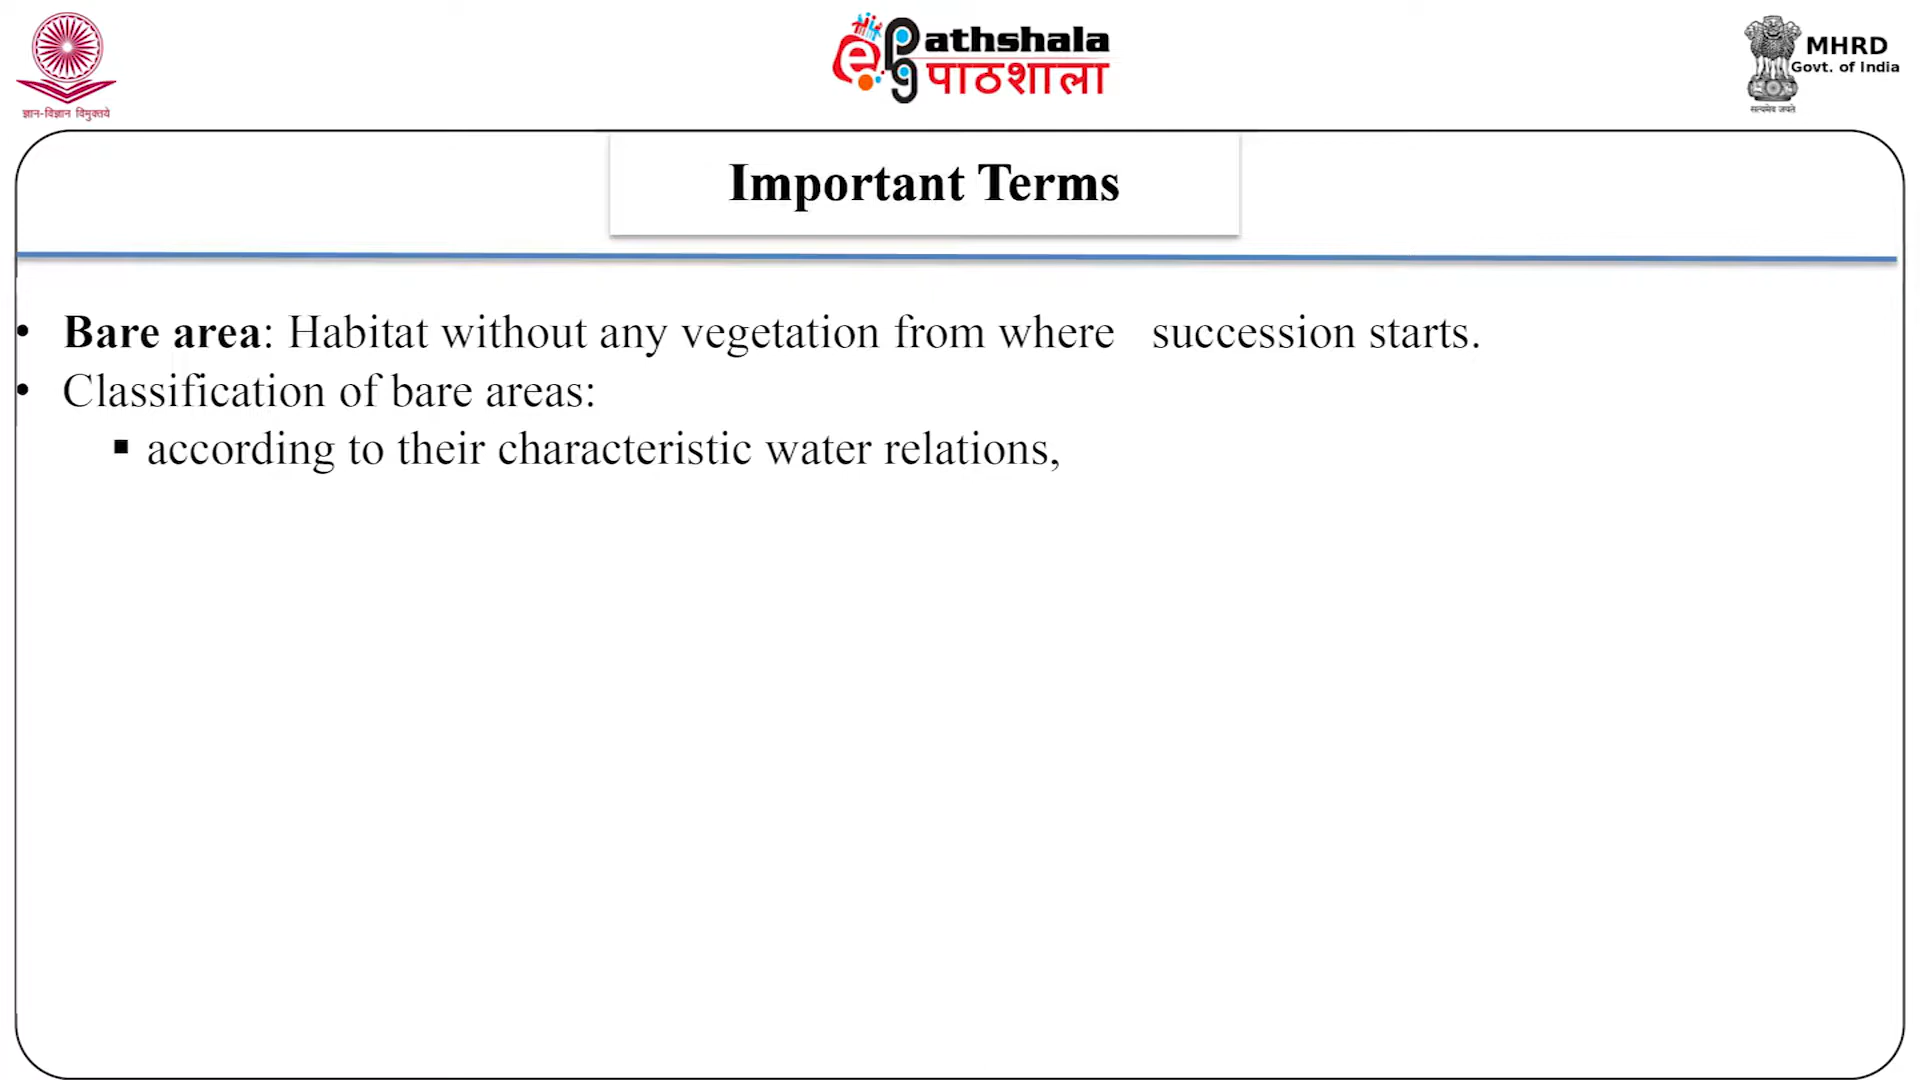 ज्ञान-विज्ञान विमुक्तये
ePathshala
पाठशाला
MHRD
Govt. of India
सत्यमेव जयते
Important Terms
• Bare area: Habitat without any vegetation from where succession starts.
• Classification of bare areas:
▪ according to their characteristic water relations,